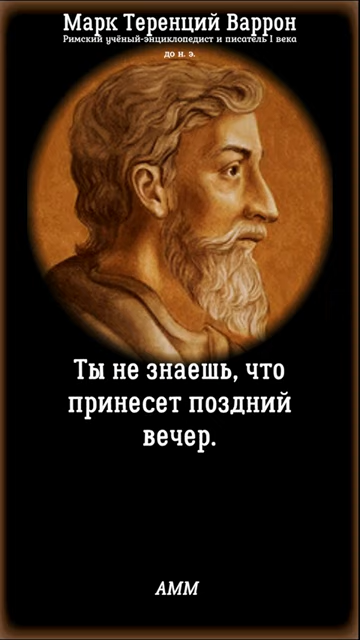 Марк Теренций Варрон
Римский учёный-энциклопедист и писатель I века
до н. э.
Ты не знаешь, что
принесет поздний
вечер.
АММ